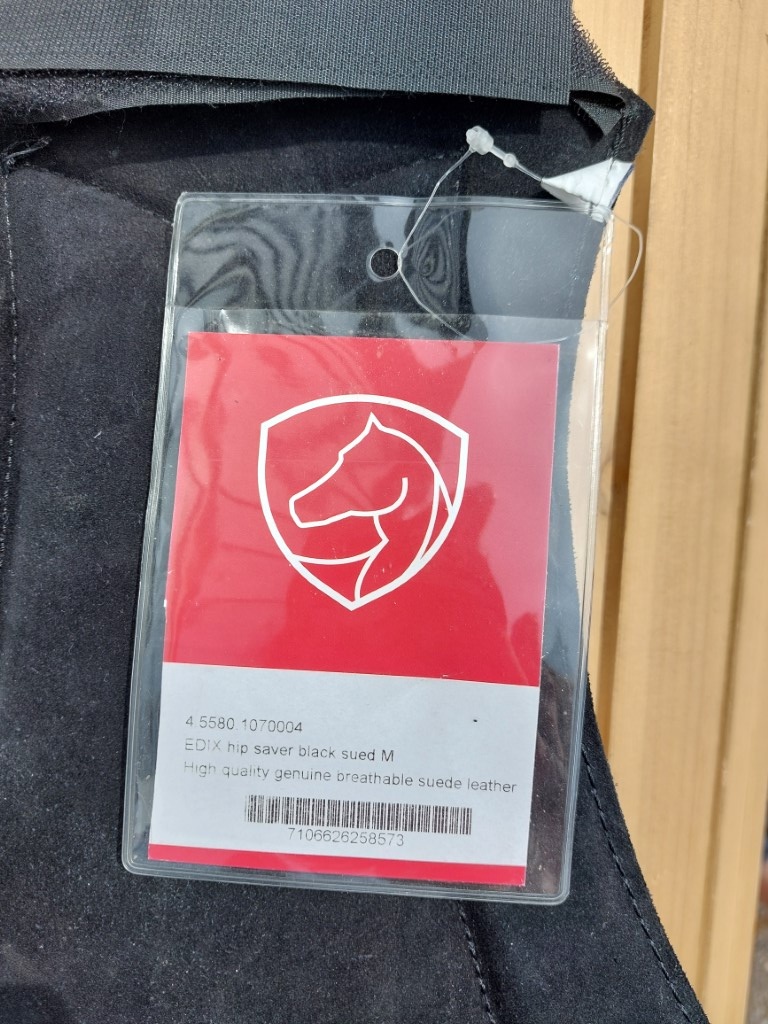 4.5580.1070004
EDIX hip saver black sued M
High quality genuine breathable suede leather
7106626258573